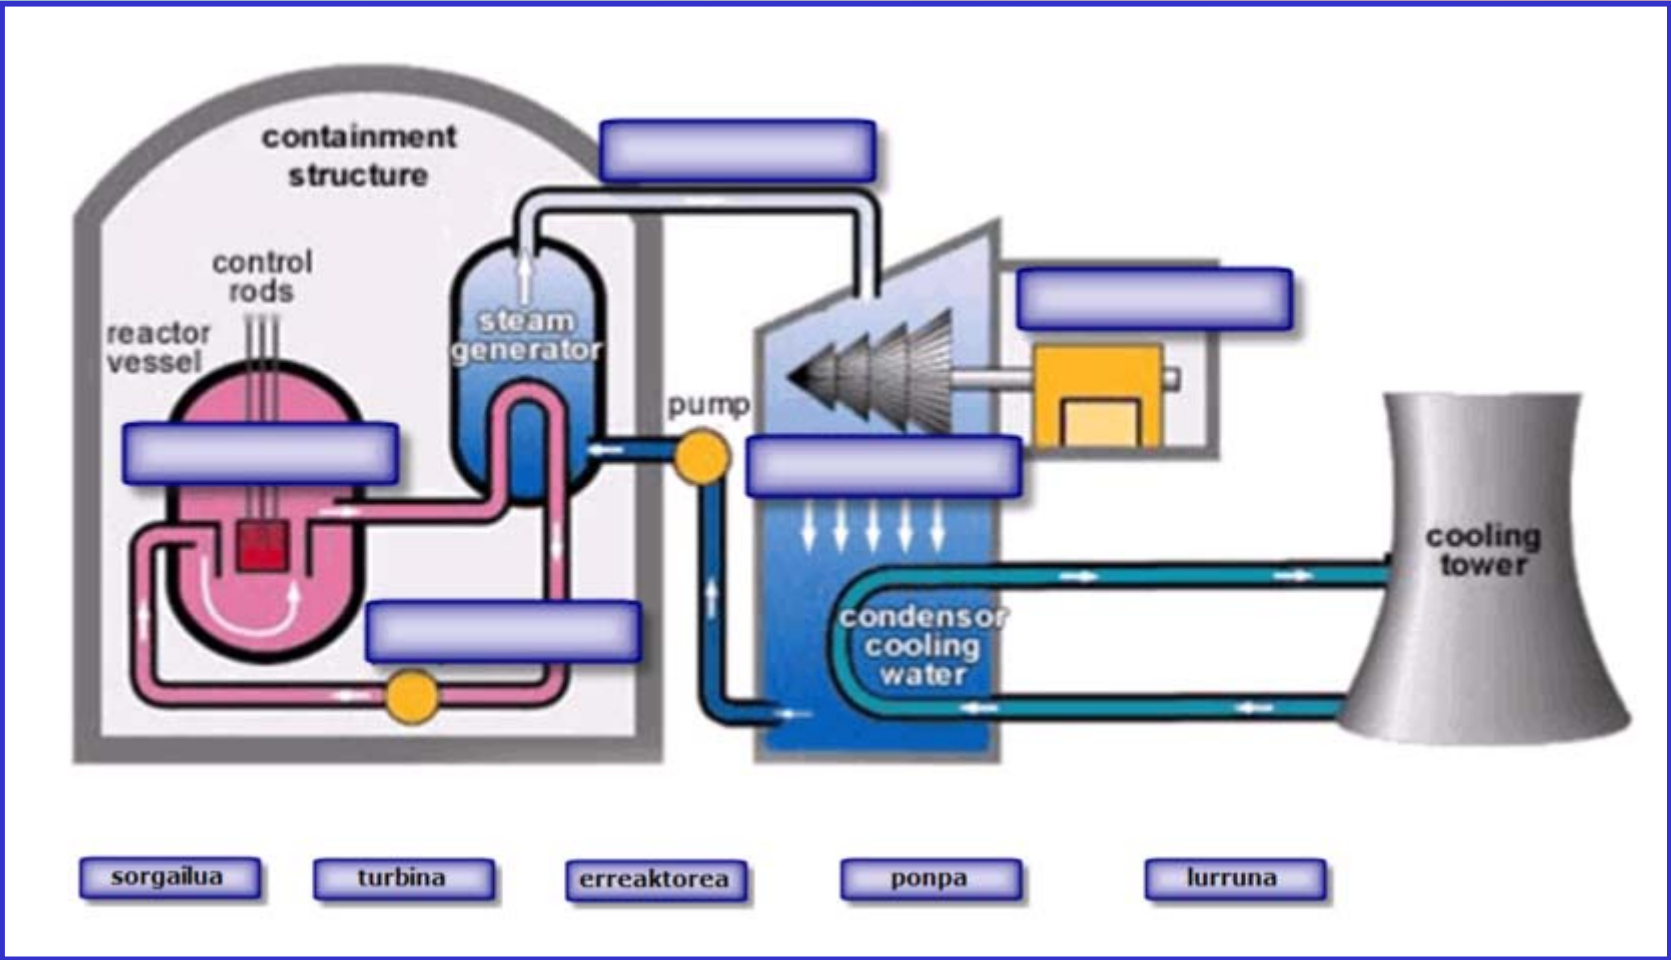 containment
structure
control
rods
reactor
vessel
steam
generator
pump
cooling
tower
condensor
cooling
water
sorgailua
turbina
erreaktorea
ponpa
lurruna